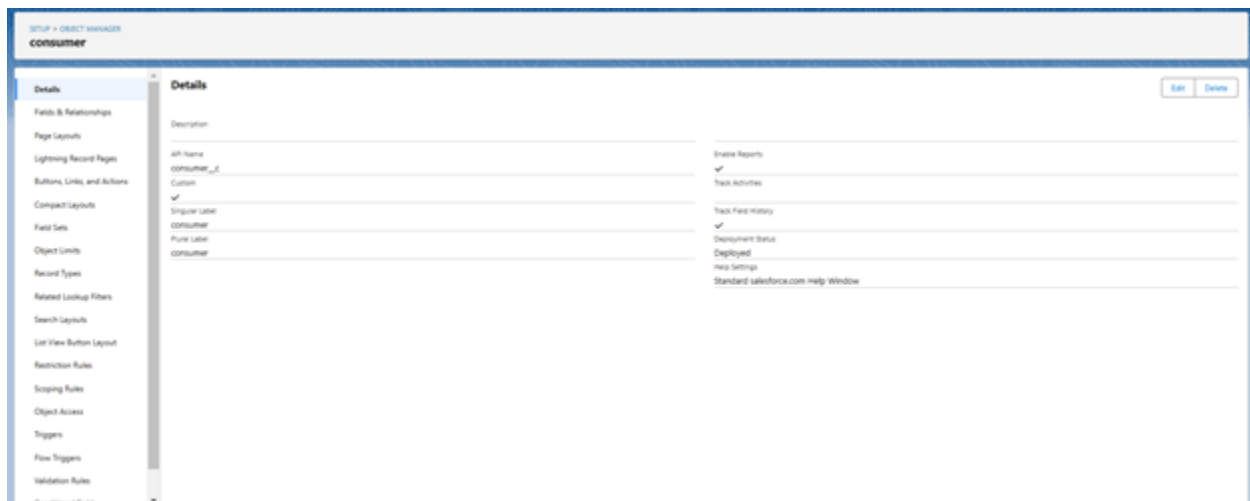 SETUP > OBJECT MANAGER
consumer
Details
Fields & Relationships
Page Layouts
Lightning Record Pages
Buttons, Links, and Actions
Compact Layouts
Field Sets
Object Limits
Record Types
Related Lookup Filters
Search Layouts
List View Button Layout
Restriction Rules
Scoping Rules
Object Access
Triggers
Flow Triggers
Validation Rules
Details
Edit
Delete
Description
API Name
consumer__c
Custom
Singular Label
consumer
Plural Label
consumer
Enable Reports
Track Activities
Track Field History
Deployment Status
Deployed
Help Settings
Standard salesforce.com Help Window